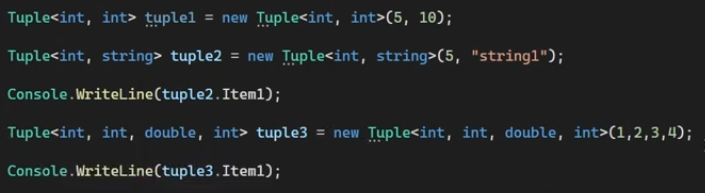 Tuple<int, int> tuple1 = new Tuple<int, int>(5, 10);
Tuple<int, string> tuple2 = new Tuple<int, string>(5, "string1");
Console.WriteLine(tuple2.Item1);
Tuple<int, int, double, int> tuple3 = new Tuple<int, int, double, int>(1,2,3,4);
Console.WriteLine(tuple3.Item1);